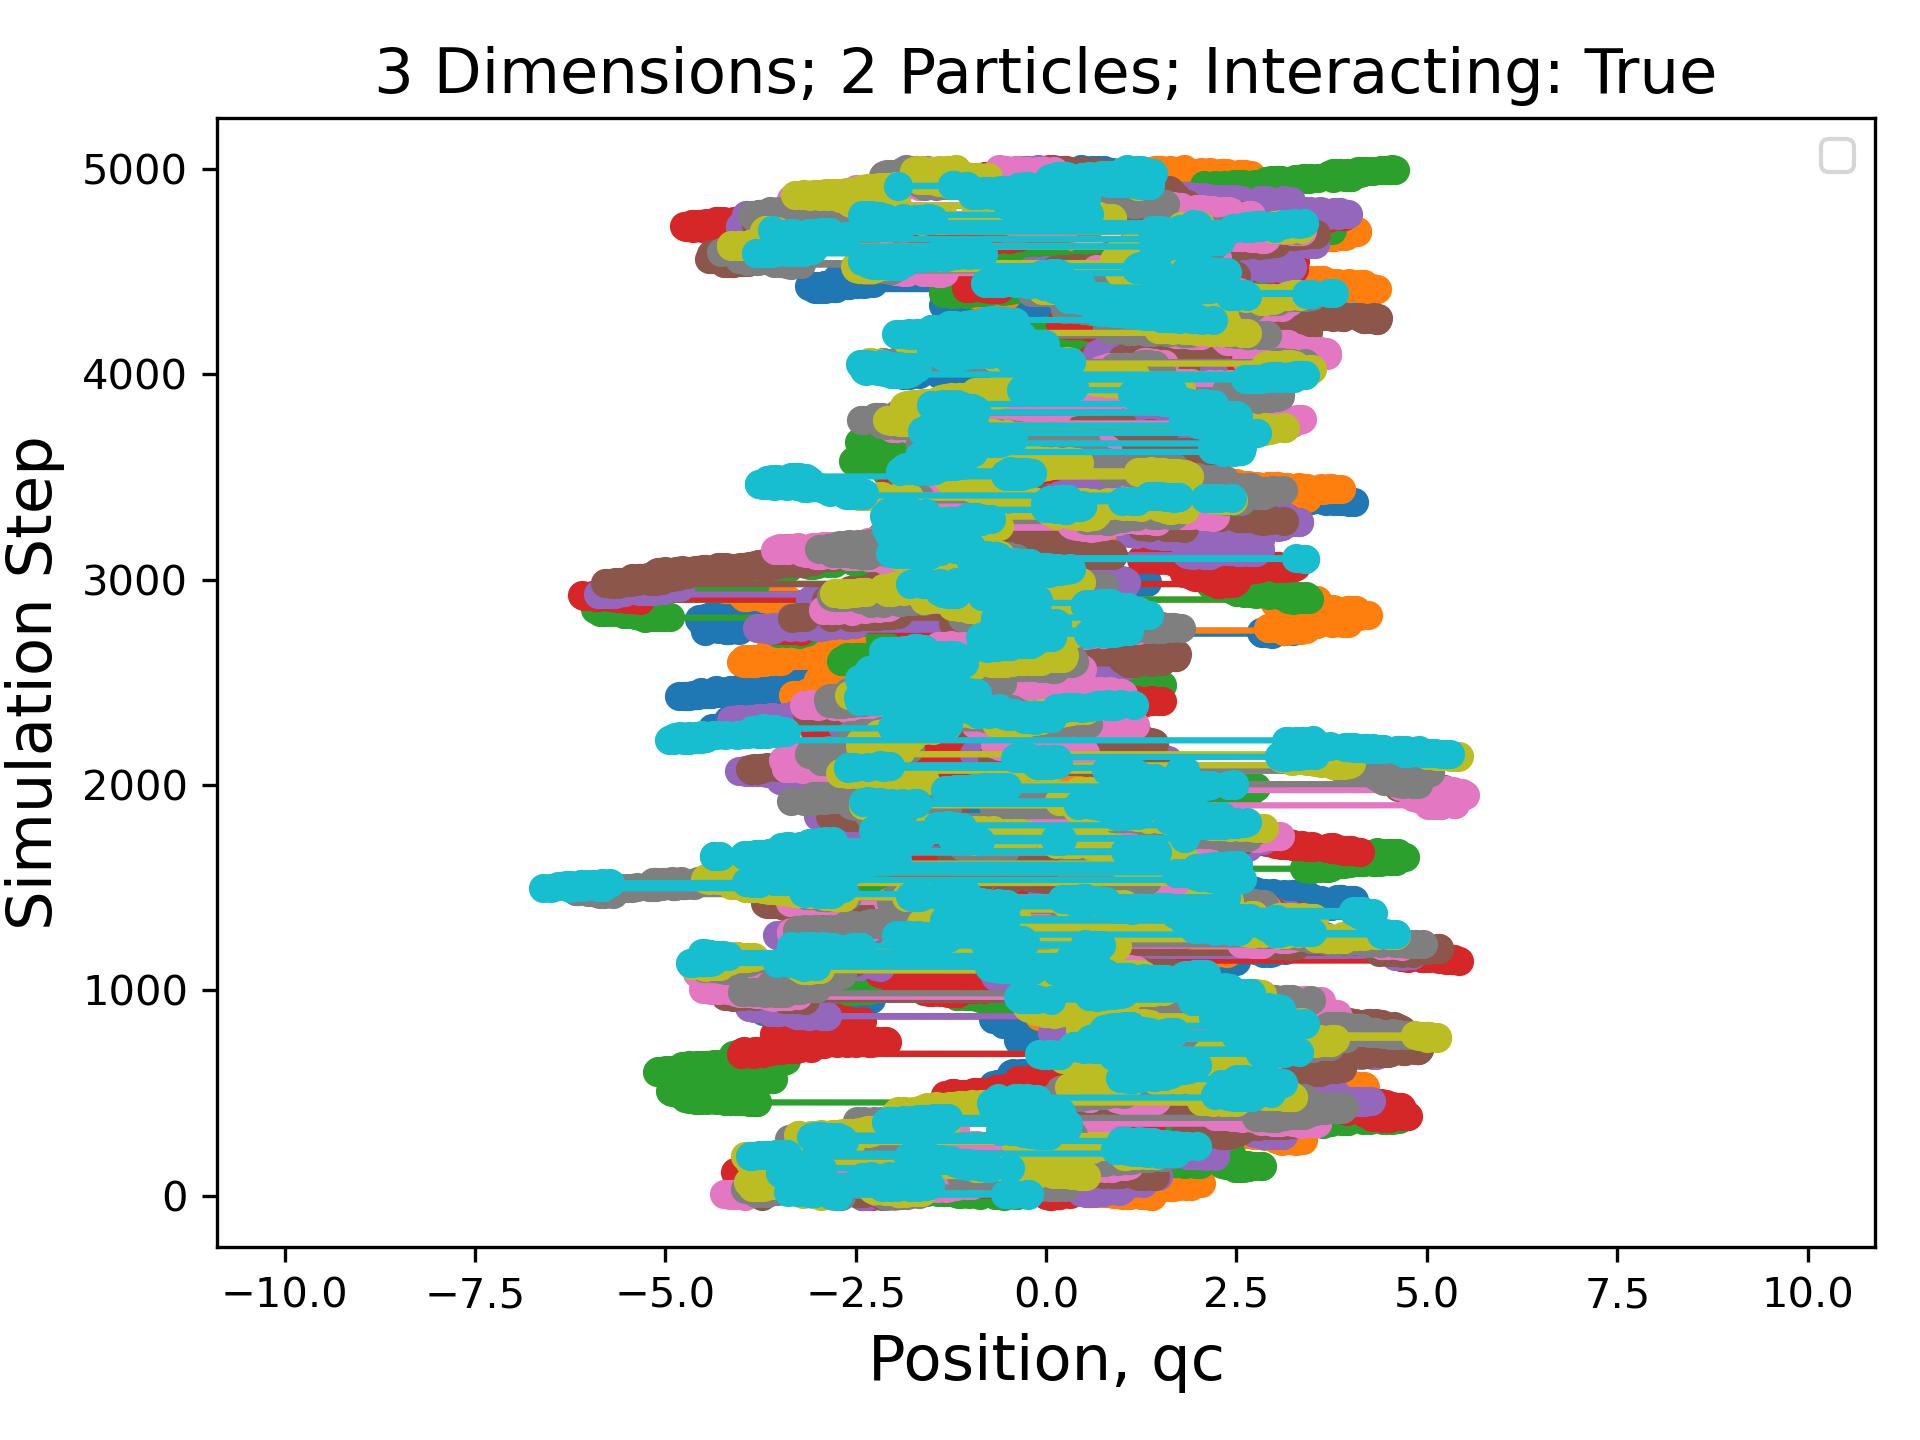 3 Dimensions; 2 Particles; Interacting: True
Simulation Step
5000
4000
3000
2000
1000
0
−10.0 −7.5 −5.0 −2.5 0.0 2.5 5.0 7.5 10.0
Position, qc